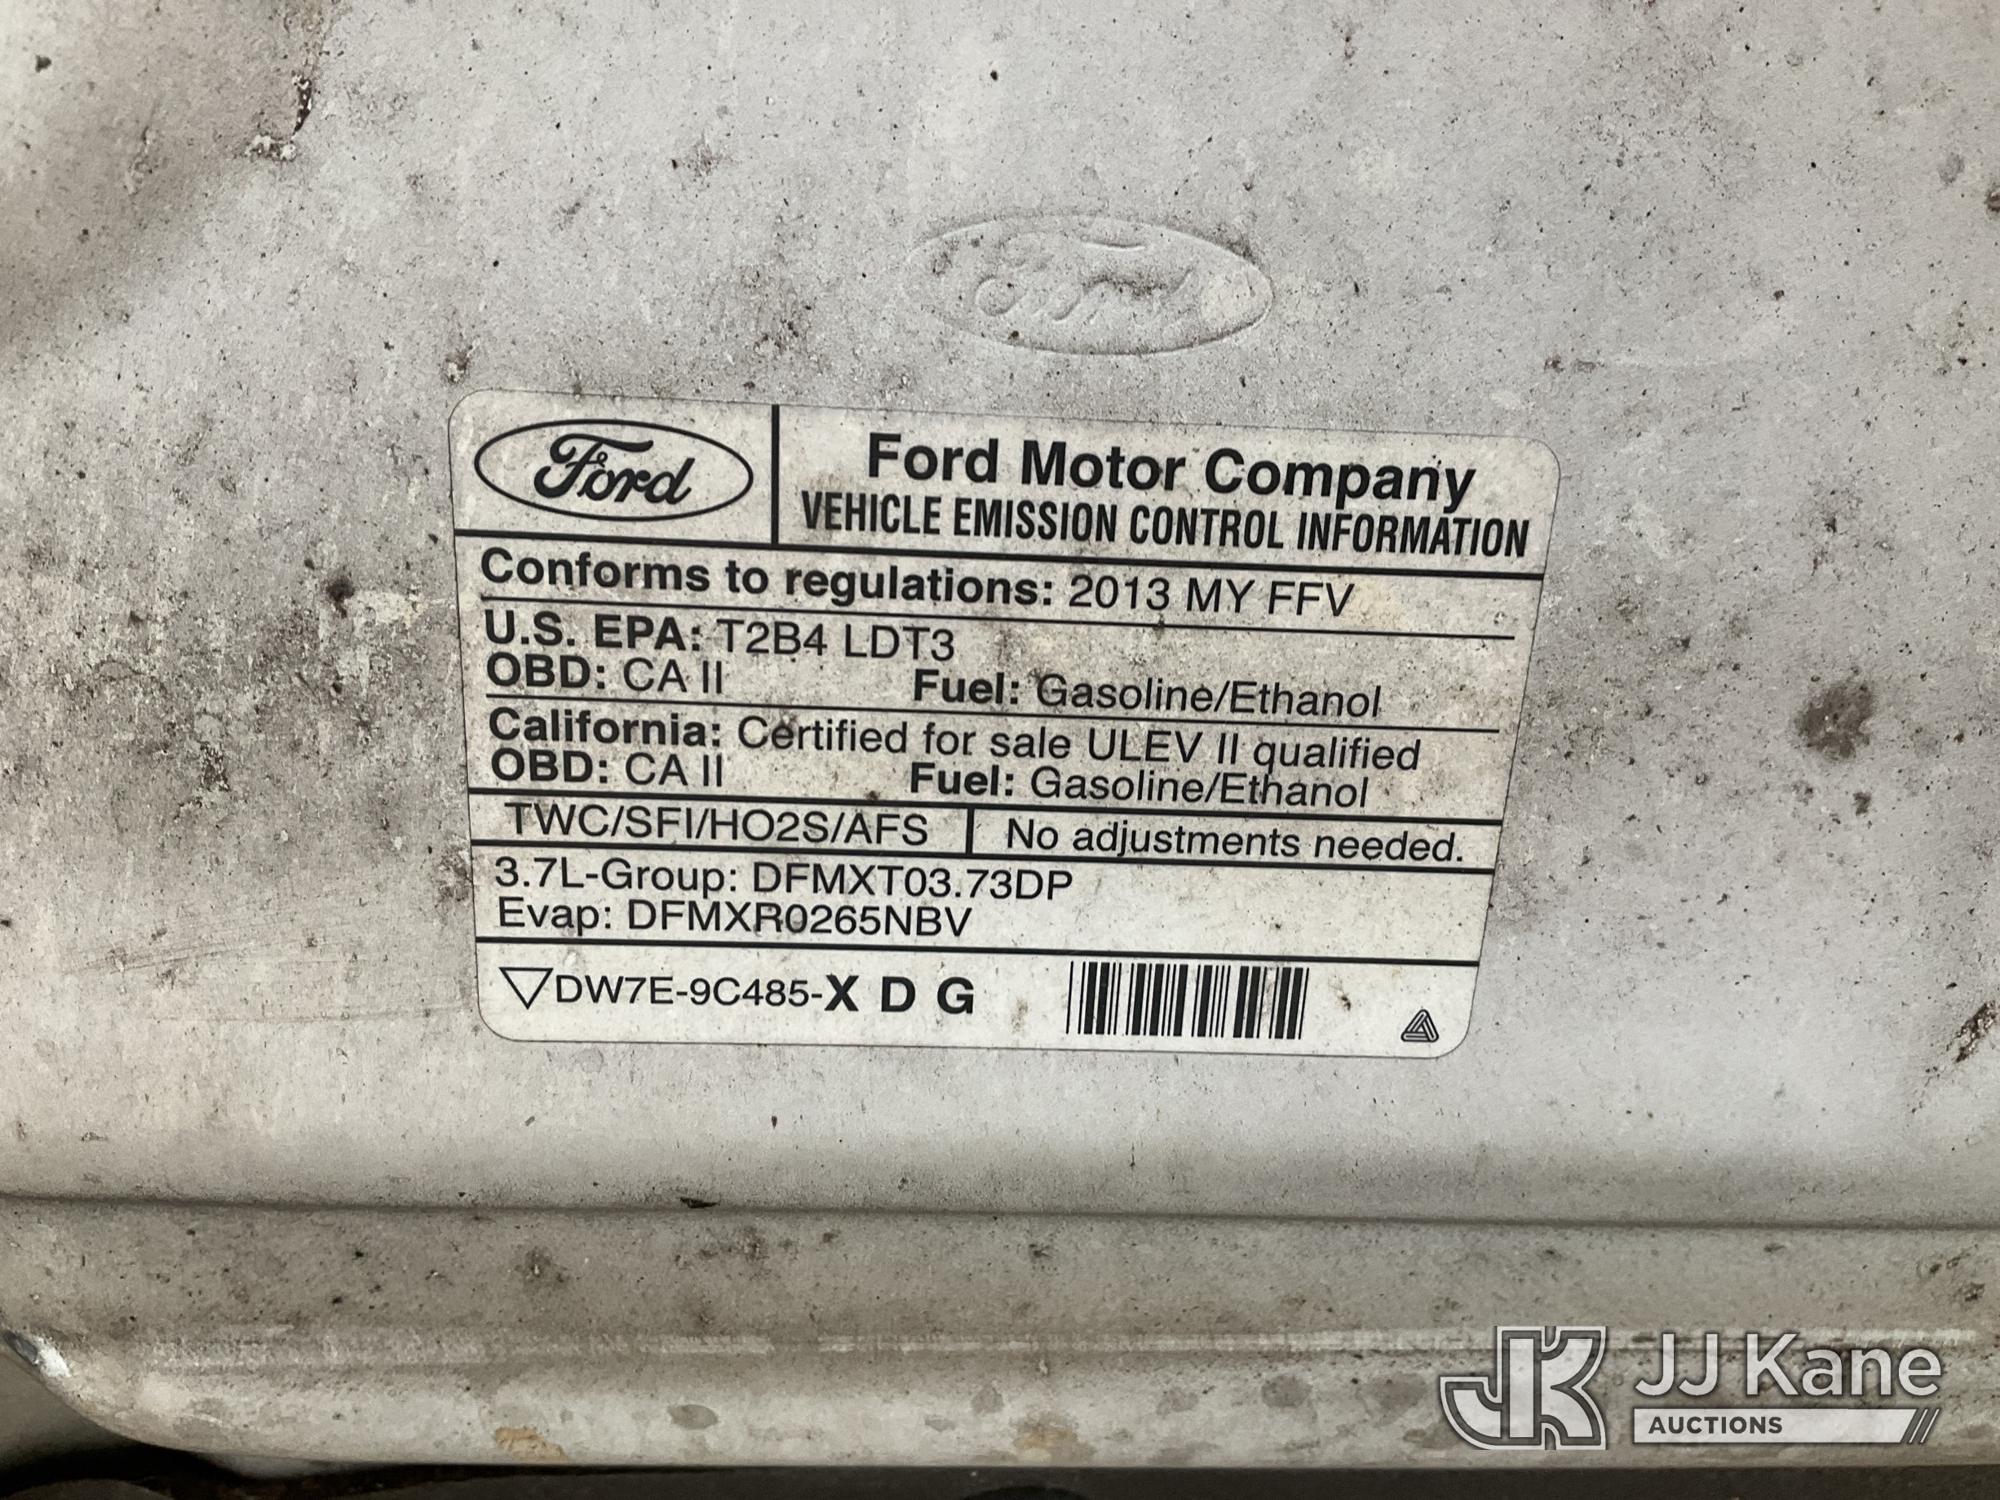 Ford
Ford
Ford Motor Company
VEHICLE EMISSION CONTROL INFORMATION
Conforms to regulations: 2013 MY FFV
U.S. EPA: T2B4 LDT3
OBD: CA II Fuel: Gasoline/Ethanol
California: Certified for sale ULEV II qualified
OBD: CA II Fuel: Gasoline/Ethanol
TWC/SFI/HO2S/AFS No adjustments needed.
3.7L-Group: DFMXT03.73DP
Evap: DFMXR0265NBV
DW7E-9C485-X D G
JK JJ Kane
AUCTIONS